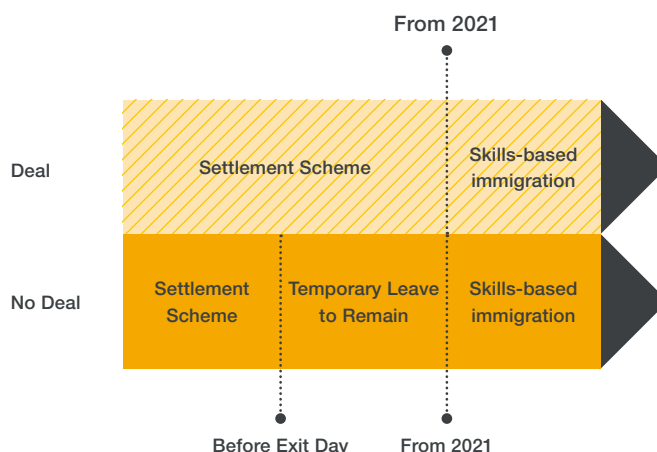 From 2021
Deal
Settlement Scheme
Skills-based
immigration
No Deal
Settlement
Scheme
Temporary Leave
to Remain
Skills-based
immigration
Before Exit Day
From 2021